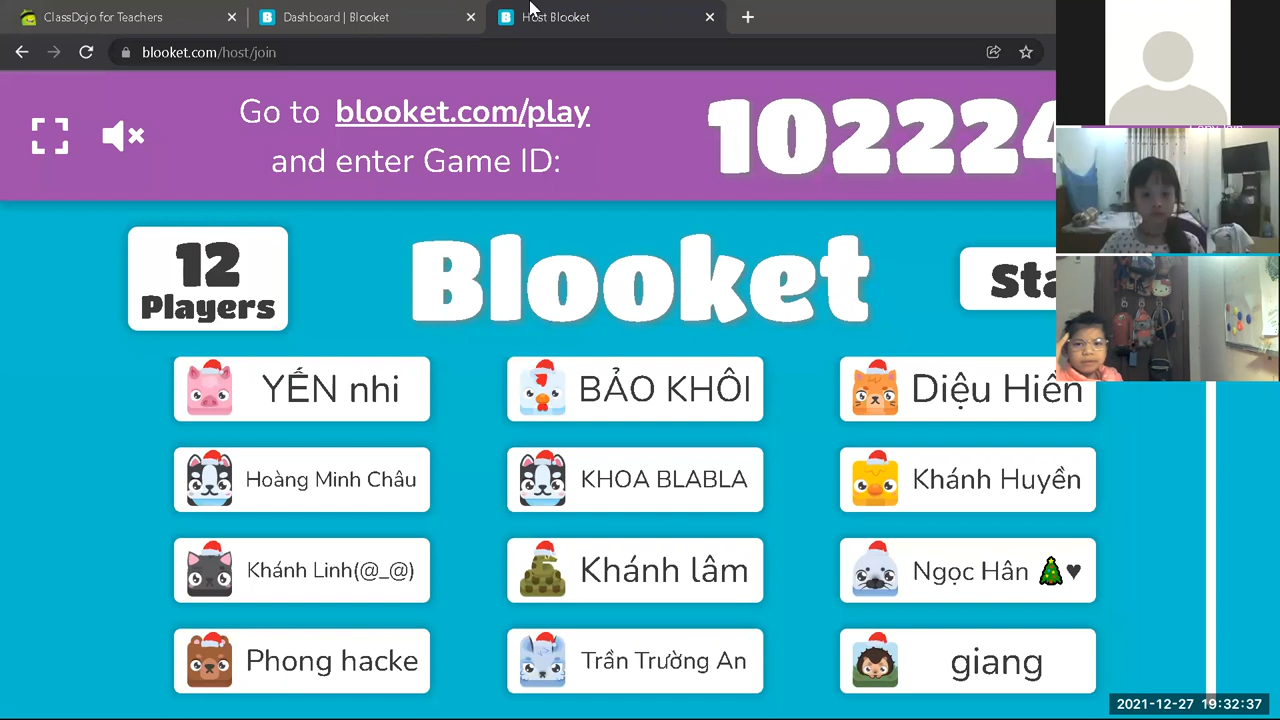 ClassDojo for Teachers
Dashboard | Blooket
Host Blooket
blooket.com/host/join
Go to blooket.com/play
and enter Game ID:
102224
12
Players
Blooket
Sta
YẾN nhi
BẢO KHÔI
Diệu Hiền
Hoàng Minh Châu
KHOA BLABLA
Khánh Huyền
Khánh Linh(@_@)
Khánh lâm
Ngọc Hân 🎄♥
Phong hacke
Trần Trường An
giang
2021-12-27 19:32:37